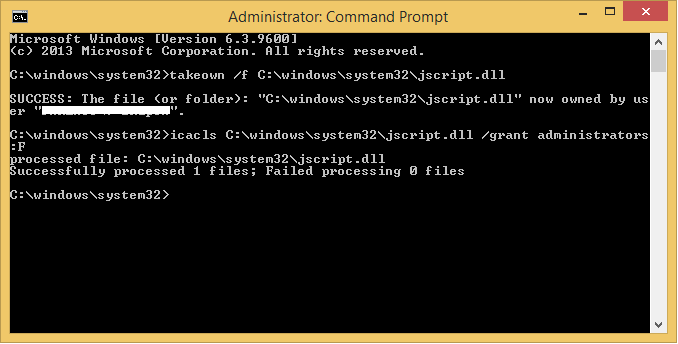 Administrator: Command Prompt
Microsoft Windows [Version 6.3.9600]
(c) 2013 Microsoft Corporation. All rights reserved.
C:\windows\system32>takeown /f C:\windows\system32\jscript.dll
SUCCESS: The file (or folder): "C:\windows\system32\jscript.dll" now owned by us
er "
".
C:\windows\system32>icacls C:\windows\system32\jscript.dll /grant administrators
:F
processed file: C:\windows\system32\jscript.dll
Successfully processed 1 files; Failed processing 0 files
C:\windows\system32>